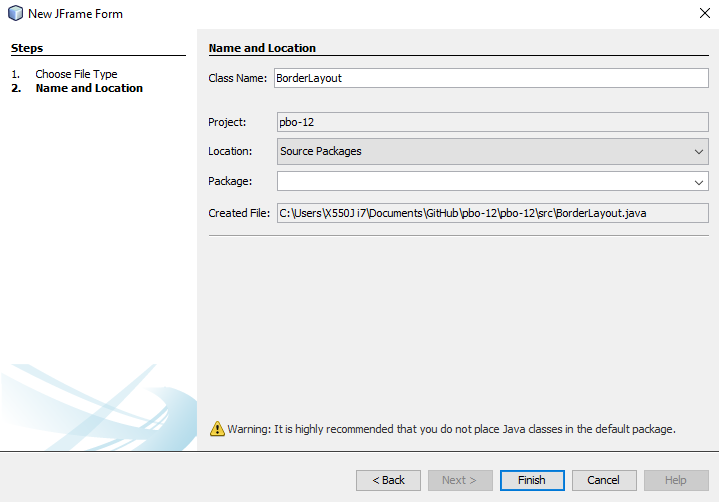 New JFrame Form
Steps
1. Choose File Type
2. Name and Location
Name and Location
Class Name: BorderLayout
Project: pbo-12
Location: Source Packages
Package:
Created File: C:\Users\X550J i7\Documents\GitHub\pbo-12\pbo-12\src\BorderLayout.java
Warning: It is highly recommended that you do not place Java classes in the default package.
< Back Next > Finish Cancel Help